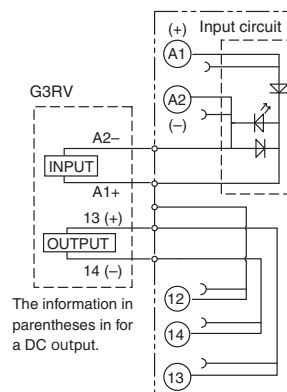 Input circuit
(+)
A1
A2
(–)
G3RV
A2–
INPUT
A1+
13 (+)
OUTPUT
14 (–)
12
14
13
The information in
parentheses in for
a DC output.